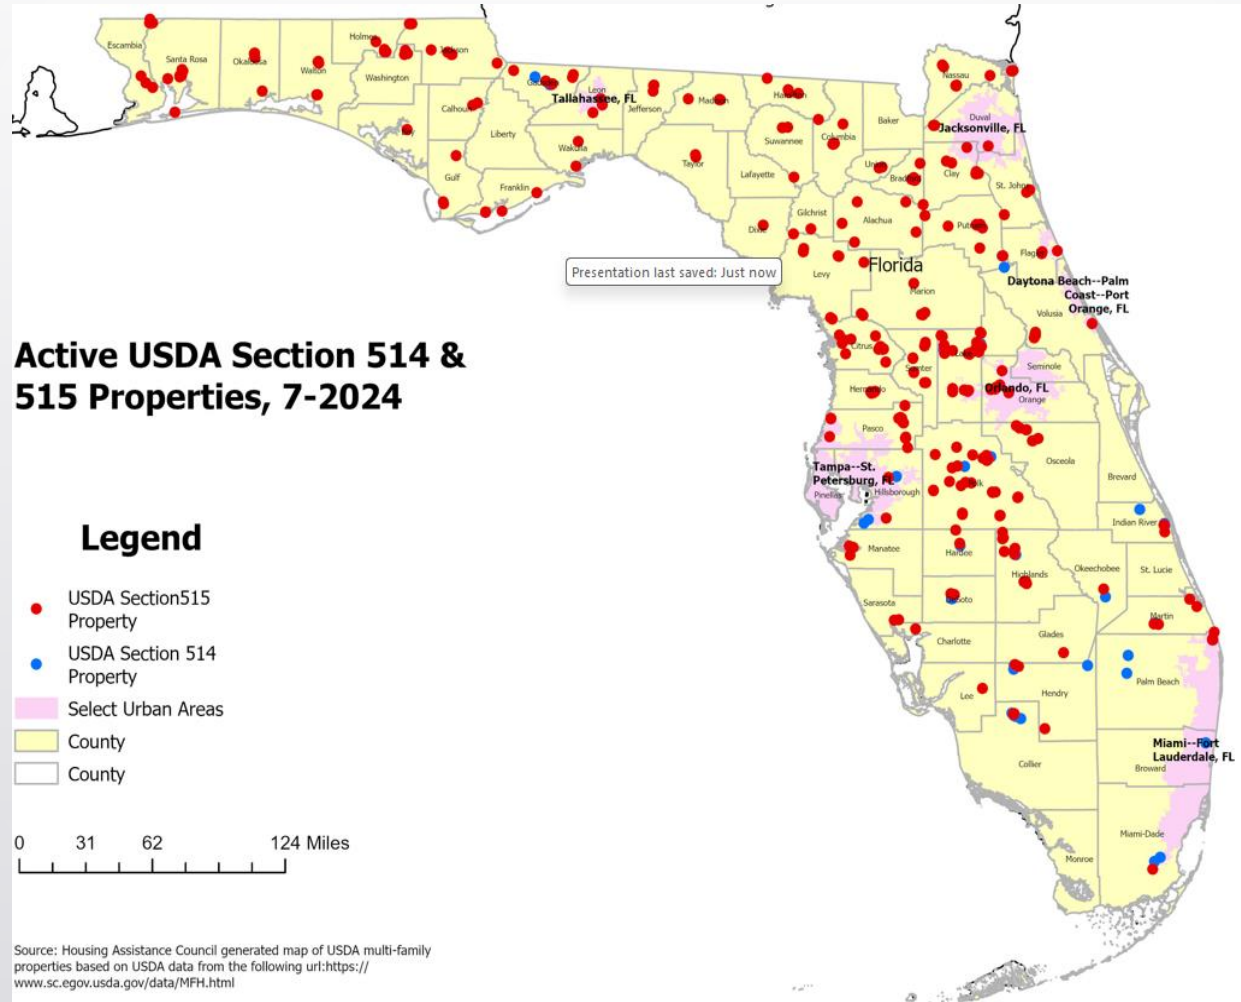 Escambia
Santa Rosa
Okaloosa
Walton
Holmes
Washington
Jackson
Calhoun
Bay
Gulf
Liberty
Franklin
Gadsden
Leon
Tallahassee, FL
Wakulla
Jefferson
Madison
Taylor
Hamilton
Suwannee
Lafayette
Columbia
Dixie
Gilchrist
Baker
Union
Bradford
Nassau
Duval
Jacksonville, FL
Clay
St. Johns
Alachua
Putnam
Flagler
Levy
Florida
Presentation last saved: Just now
Marion
Daytona Beach--Palm
Coast--Port
Orange, FL
Volusia
Active USDA Section 514 &
515 Properties, 7-2024
Citrus
Sumter
Lake
Seminole
Hernando
Orlando, FL
Orange
Pasco
Osceola
Brevard
Tampa--St.
Petersburg, FL
Pinellas
Hillsborough
Polk
Indian River
Manatee
Hardee
Highlands
Okeechobee
St. Lucie
Sarasota
DeSoto
Martin
Charlotte
Glades
Lee
Hendry
Palm Beach
Miami--Fort
Lauderdale, FL
Broward
Collier
Miami-Dade
Monroe
Legend
USDA Section515
Property
USDA Section 514
Property
Select Urban Areas
County
County
0 31 62 124 Miles
Source: Housing Assistance Council generated map of USDA multi-family
properties based on USDA data from the following url:https://
www.sc.egov.usda.gov/data/MFH.html